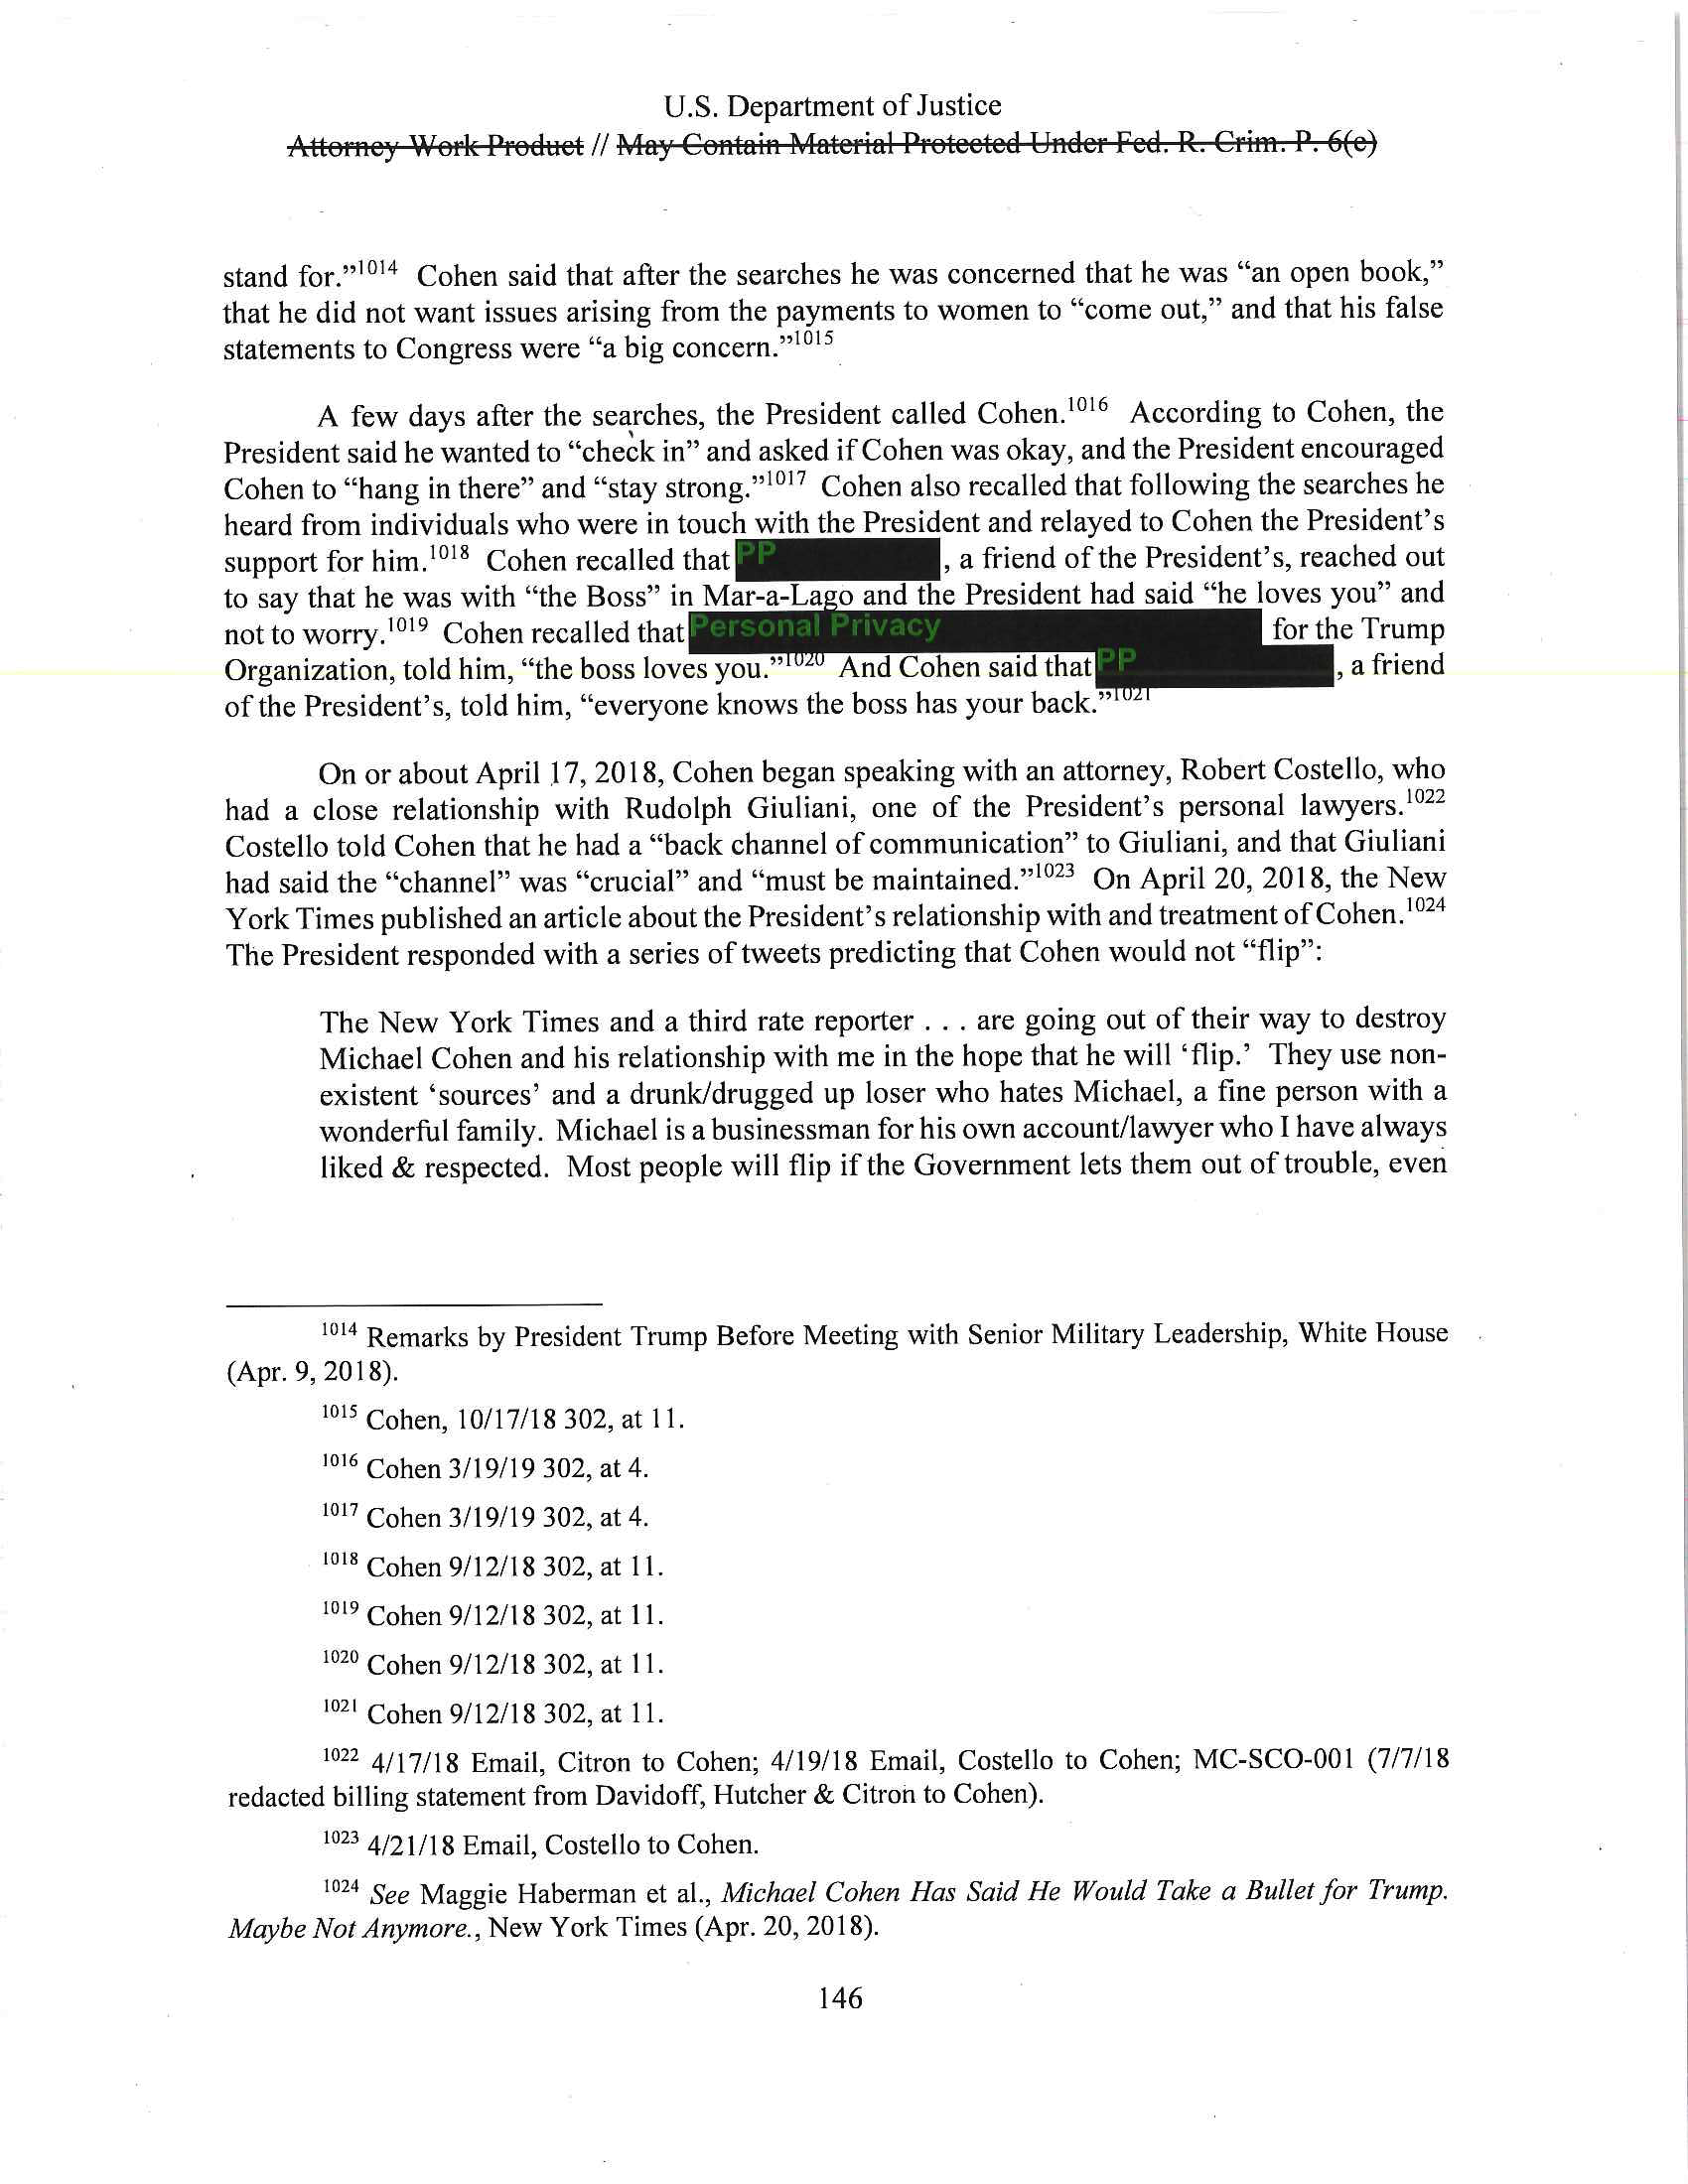 U.S. Department of Justice
Attorney Work Product // May Contain Material Protected Under Fed. R. Crim. P. 6(e)
stand for.”1014 Cohen said that after the searches he was concerned that he was “an open book,”
that he did not want issues arising from the payments to women to “come out,” and that his false
statements to Congress were “a big concern.”1015
A few days after the searches, the President called Cohen.1016 According to Cohen, the
President said he wanted to “check in” and asked if Cohen was okay, and the President encouraged
Cohen to “hang in there” and “stay strong.”1017 Cohen also recalled that following the searches he
heard from individuals who were in touch with the President and relayed to Cohen the President’s
support for him.1018 Cohen recalled that PP , a friend of the President’s, reached out
to say that he was with “the Boss” in Mar-a-Lago and the President had said “he loves you” and
not to worry.1019 Cohen recalled that Personal Privacy for the Trump
Organization, told him, “the boss loves you.”1020 And Cohen said that PP , a friend
of the President’s, told him, “everyone knows the boss has your back.”1021
On or about April 17, 2018, Cohen began speaking with an attorney, Robert Costello, who
had a close relationship with Rudolph Giuliani, one of the President’s personal lawyers.1022
Costello told Cohen that he had a “back channel of communication” to Giuliani, and that Giuliani
had said the “channel” was “crucial” and “must be maintained.”1023 On April 20, 2018, the New
York Times published an article about the President’s relationship with and treatment of Cohen.1024
The President responded with a series of tweets predicting that Cohen would not “flip”:
The New York Times and a third rate reporter . . . are going out of their way to destroy
Michael Cohen and his relationship with me in the hope that he will ‘flip.’ They use non-
existent ‘sources’ and a drunk/drugged up loser who hates Michael, a fine person with a
wonderful family. Michael is a businessman for his own account/lawyer who I have always
liked & respected. Most people will flip if the Government lets them out of trouble, even
1014 Remarks by President Trump Before Meeting with Senior Military Leadership, White House
(Apr. 9, 2018).
1015 Cohen, 10/17/18 302, at 11.
1016 Cohen 3/19/19 302, at 4.
1017 Cohen 3/19/19 302, at 4.
1018 Cohen 9/12/18 302, at 11.
1019 Cohen 9/12/18 302, at 11.
1020 Cohen 9/12/18 302, at 11.
1021 Cohen 9/12/18 302, at 11.
1022 4/17/18 Email, Citron to Cohen; 4/19/18 Email, Costello to Cohen; MC-SCO-001 (7/7/18
redacted billing statement from Davidoff, Hutcher & Citron to Cohen).
1023 4/21/18 Email, Costello to Cohen.
1024 See Maggie Haberman et al., Michael Cohen Has Said He Would Take a Bullet for Trump.
Maybe Not Anymore., New York Times (Apr. 20, 2018).
146